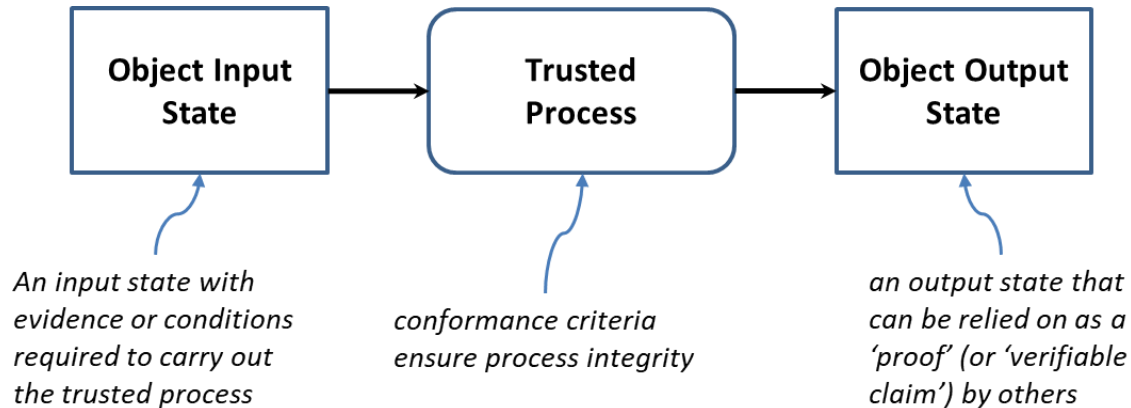 Object Input
State
Trusted
Process
Object Output
State
An input state with
evidence or conditions
required to carry out
the trusted process
conformance criteria
ensure process integrity
an output state that
can be relied on as a
‘proof’ (or ‘verifiable
claim’) by others